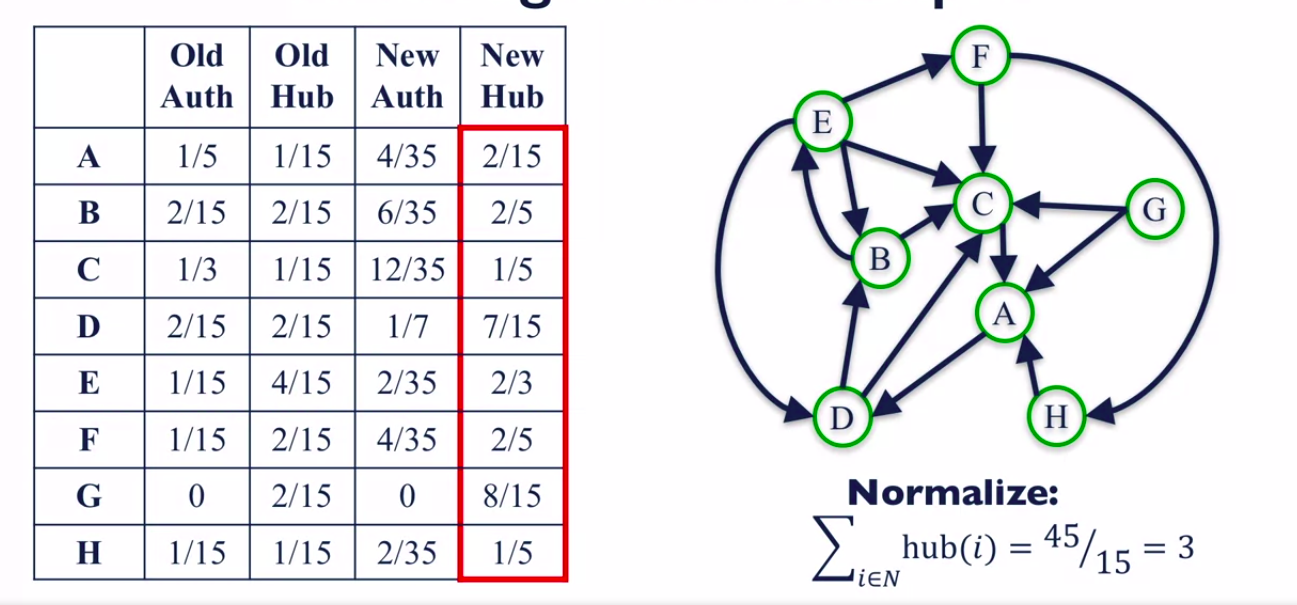 Old Auth | Old Hub | New Auth | New Hub
A | 1/5 | 1/15 | 4/35 | 2/15
B | 2/15 | 2/15 | 6/35 | 2/5
C | 1/3 | 1/15 | 12/35 | 1/5
D | 2/15 | 2/15 | 1/7 | 7/15
E | 1/15 | 4/15 | 2/35 | 2/3
F | 1/15 | 2/15 | 4/35 | 2/5
G | 0 | 2/15 | 0 | 8/15
H | 1/15 | 1/15 | 2/35 | 1/5
F
E
C
G
B
A
D
H
Normalize:
∑i∈N hub(i) = 45/15 = 3